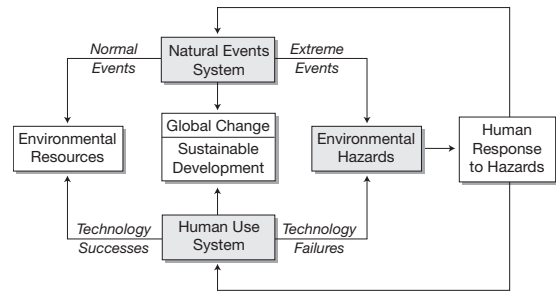 Normal
Events
Natural Events
System
Extreme
Events
Environmental
Resources
Global Change
Sustainable
Development
Environmental
Hazards
Human
Response
to Hazards
Technology
Successes
Human Use
System
Technology
Failures